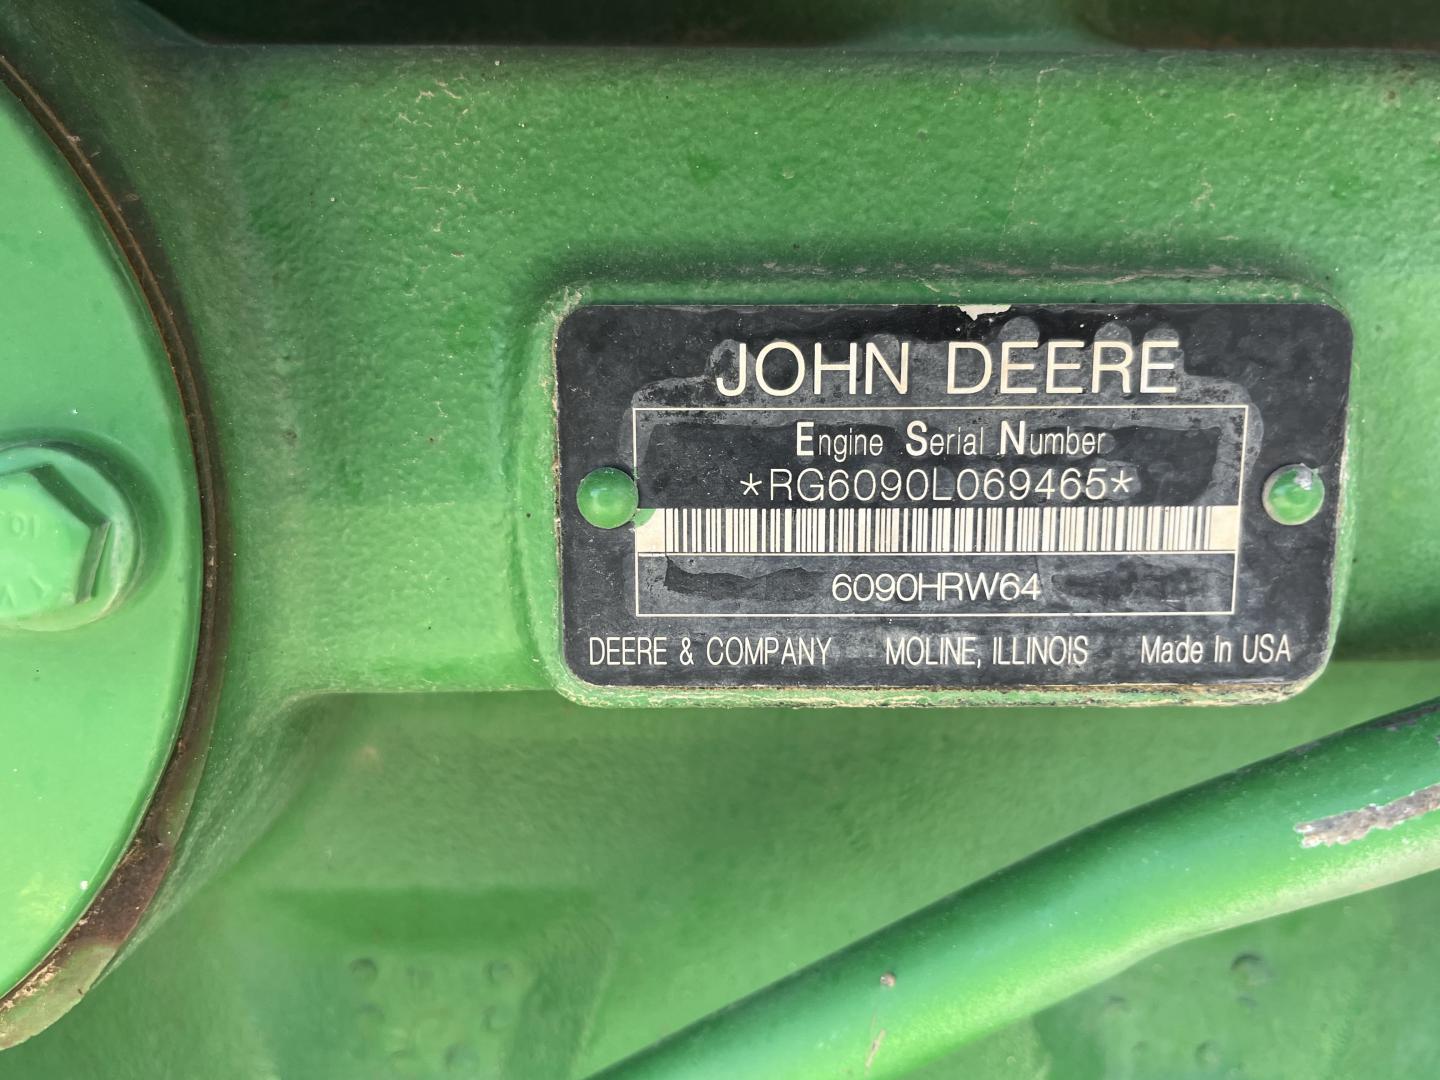 JOHN DEERE
Engine Serial Number
*RG6090L069465*
6090HRW64
DEERE & COMPANY MOLINE, ILLINOIS Made In USA